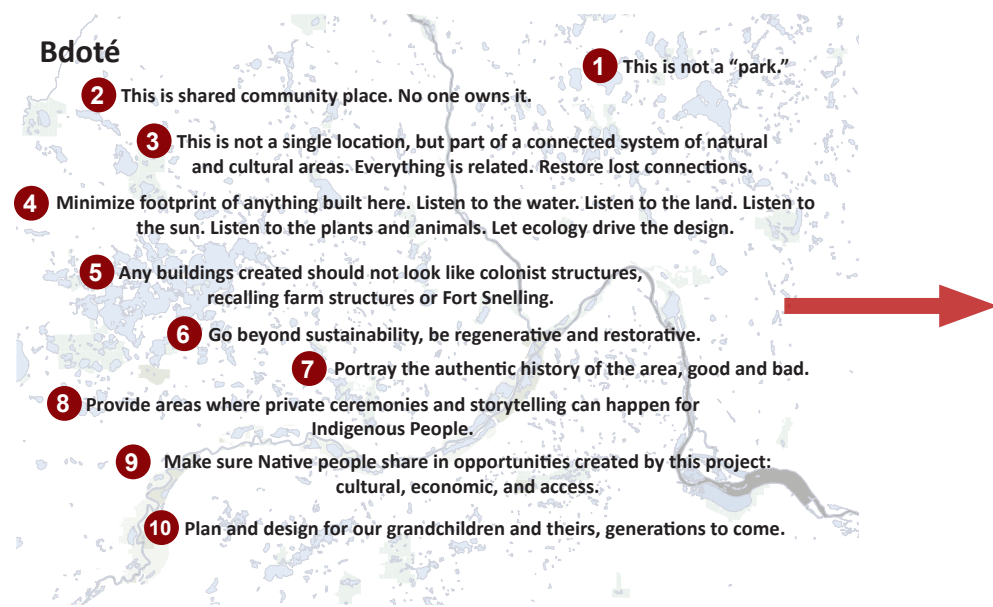 Bdoté
1 This is not a “park.”
2 This is shared community place. No one owns it.
3 This is not a single location, but part of a connected system of natural
and cultural areas. Everything is related. Restore lost connections.
4 Minimize footprint of anything built here. Listen to the water. Listen to the land. Listen to
the sun. Listen to the plants and animals. Let ecology drive the design.
5 Any buildings created should not look like colonist structures,
recalling farm structures or Fort Snelling.
6 Go beyond sustainability, be regenerative and restorative.
7 Portray the authentic history of the area, good and bad.
8 Provide areas where private ceremonies and storytelling can happen for
Indigenous People.
9 Make sure Native people share in opportunities created by this project:
cultural, economic, and access.
10 Plan and design for our grandchildren and theirs, generations to come.